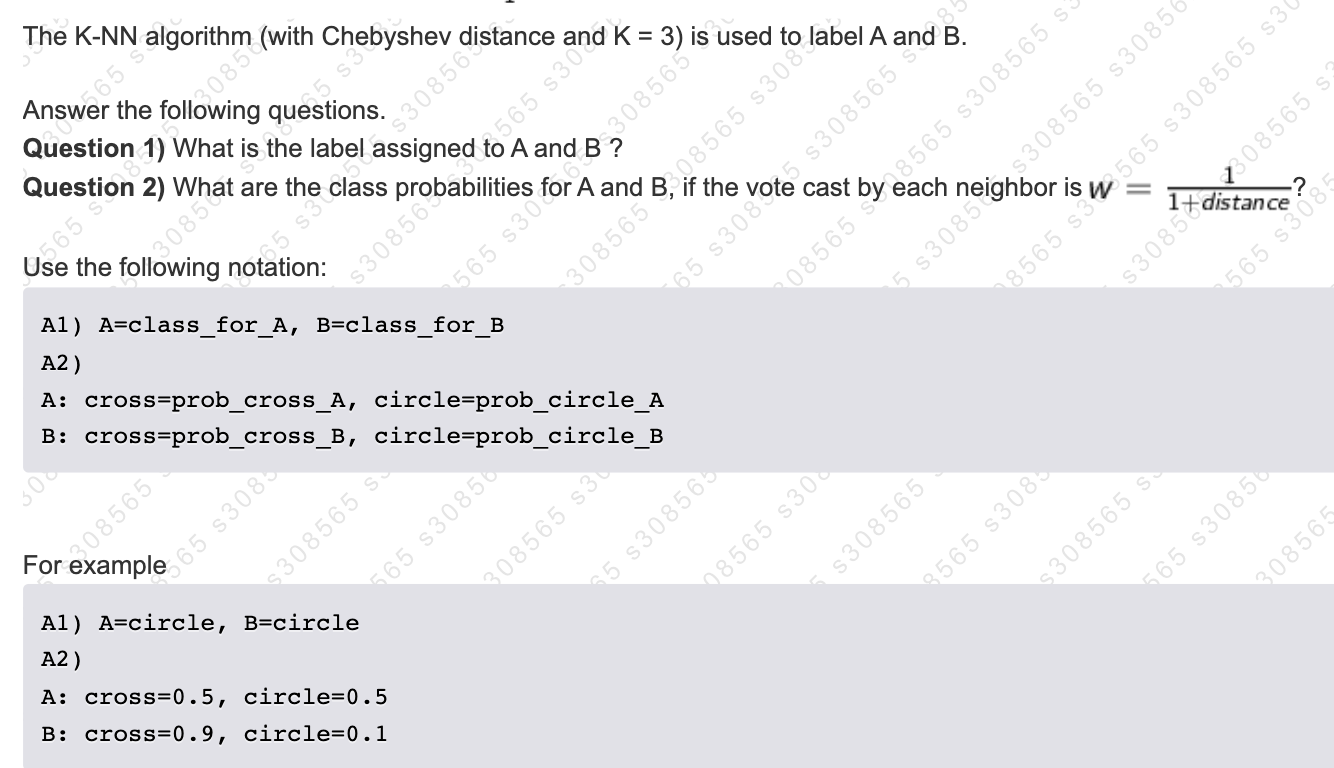 The K-NN algorithm (with Chebyshev distance and K = 3) is used to label A and B.
Answer the following questions.
Question 1) What is the label assigned to A and B ?
Question 2) What are the class probabilities for A and B, if the vote cast by each neighbor is w = 1/(1+distance)?
Use the following notation:
A1) A=class_for_A, B=class_for_B
A2)
A: cross=prob_cross_A, circle=prob_circle_A
B: cross=prob_cross_B, circle=prob_circle_B
For example
A1) A=circle, B=circle
A2)
A: cross=0.5, circle=0.5
B: cross=0.9, circle=0.1